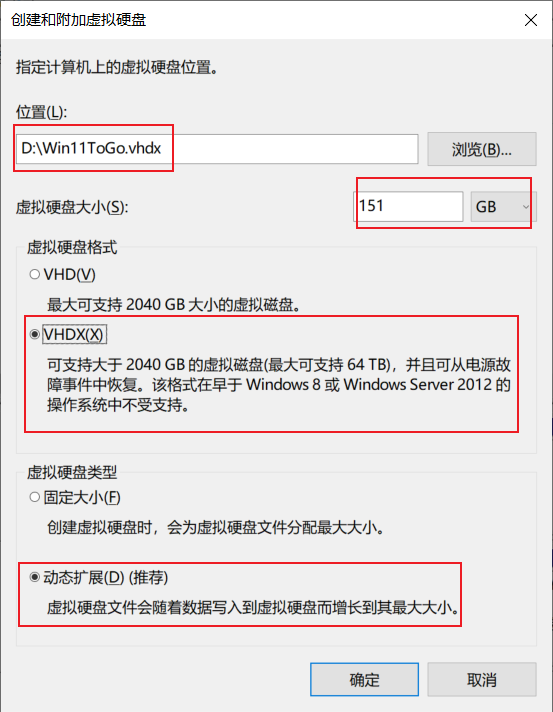 创建和附加虚拟硬盘
指定计算机上的虚拟硬盘位置。
位置(L):
D:\Win11ToGo.vhdx
浏览(B)...
虚拟硬盘大小(S):
151
GB
虚拟硬盘格式
VHD(V)
最大可支持 2040 GB 大小的虚拟磁盘。
VHDX(X)
可支持大于 2040 GB 的虚拟磁盘(最大可支持 64 TB)，并且可从电源故
障事件中恢复。该格式在早于 Windows 8 或 Windows Server 2012 的
操作系统中不受支持。
虚拟硬盘类型
固定大小(F)
创建虚拟硬盘时，会为虚拟硬盘文件分配最大大小。
动态扩展(D) (推荐)
虚拟硬盘文件会随着数据写入到虚拟硬盘而增长到其最大大小。
确定
取消